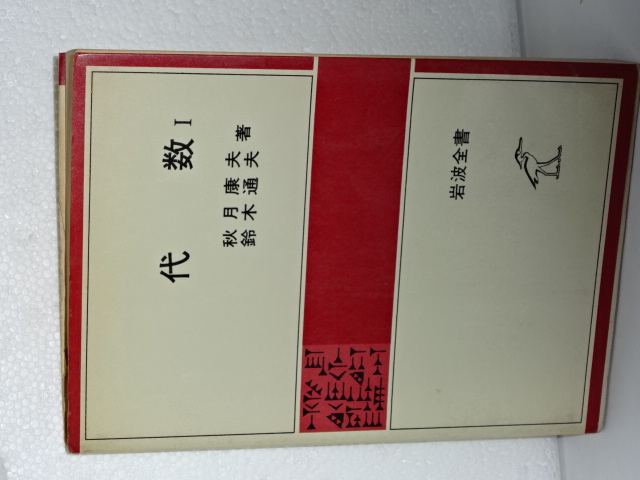 代数 I
秋月康夫
鈴木通夫 著
岩波全書